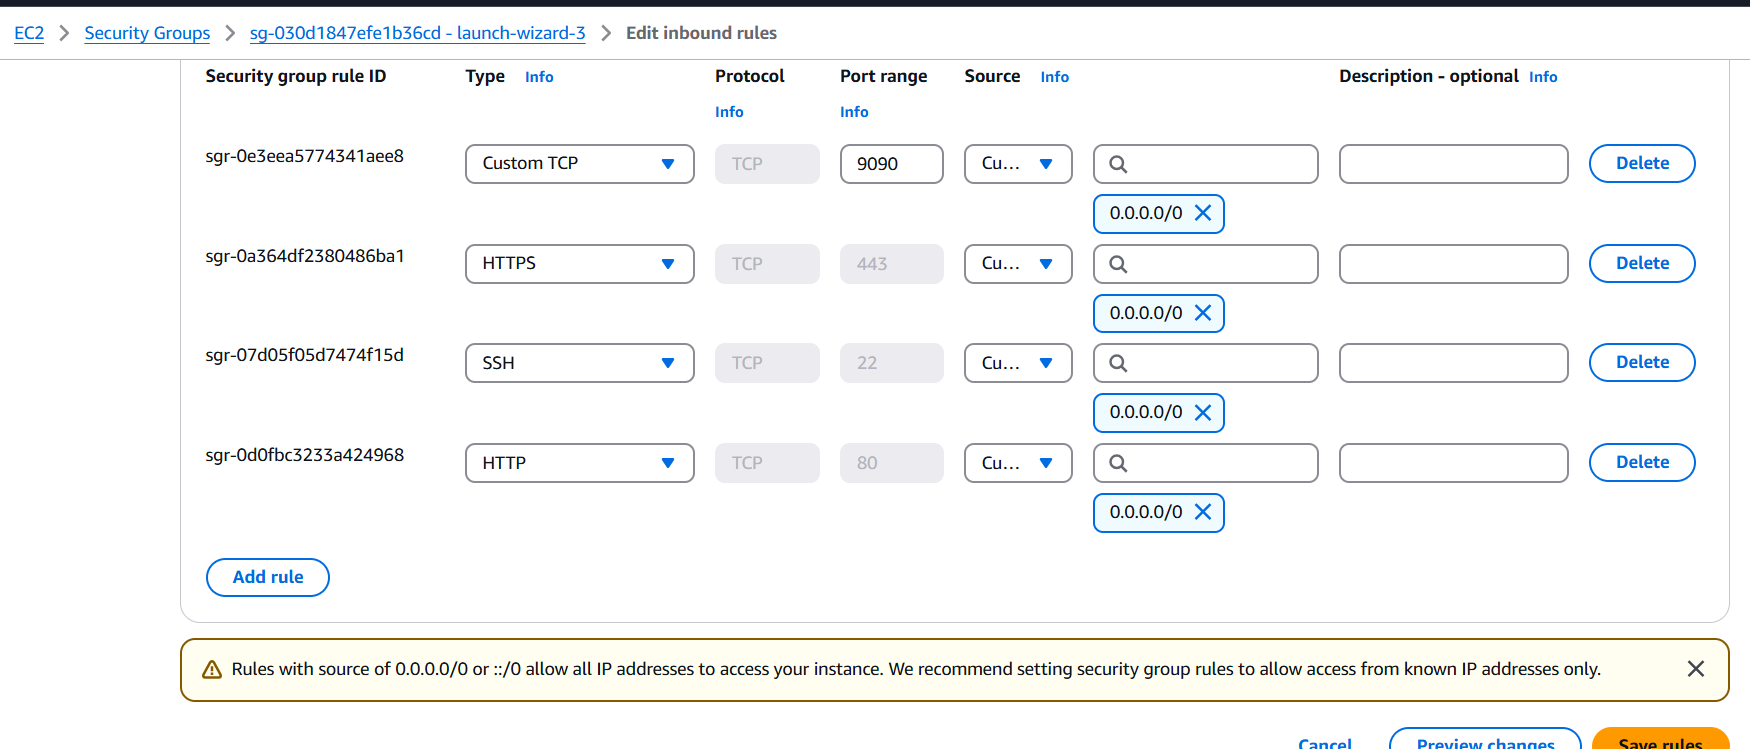 EC2 > Security Groups > sg-030d1847efe1b36cd - launch-wizard-3 > Edit inbound rules
Security group rule ID Type Info Protocol Info Port range Info Source Info Description - optional Info
sgr-0e3eea5774341aee8 Custom TCP TCP 9090 Cu... Delete
0.0.0.0/0
sgr-0a364df2380486ba1 HTTPS TCP 443 Cu... Delete
0.0.0.0/0
sgr-07d05f05d7474f15d SSH TCP 22 Cu... Delete
0.0.0.0/0
sgr-0d0fbc3233a424968 HTTP TCP 80 Cu... Delete
0.0.0.0/0
Add rule
Rules with source of 0.0.0.0/0 or ::/0 allow all IP addresses to access your instance. We recommend setting security group rules to allow access from known IP addresses only.
Cancel Preview changes Save rules